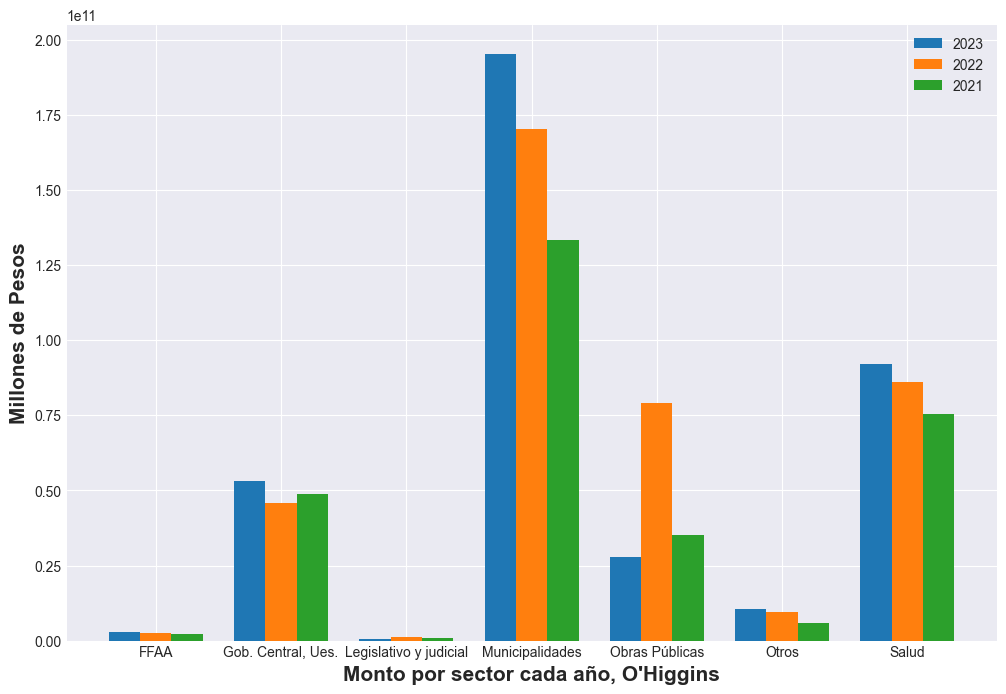 1e11
2.00
1.75
1.50
1.25
1.00
0.75
0.50
0.25
0.00
Millones de Pesos
2023
2022
2021
FFAA
Gob. Central, Ues.
Legislativo y judicial
Municipalidades
Obras Públicas
Otros
Salud
Monto por sector cada año, O'Higgins